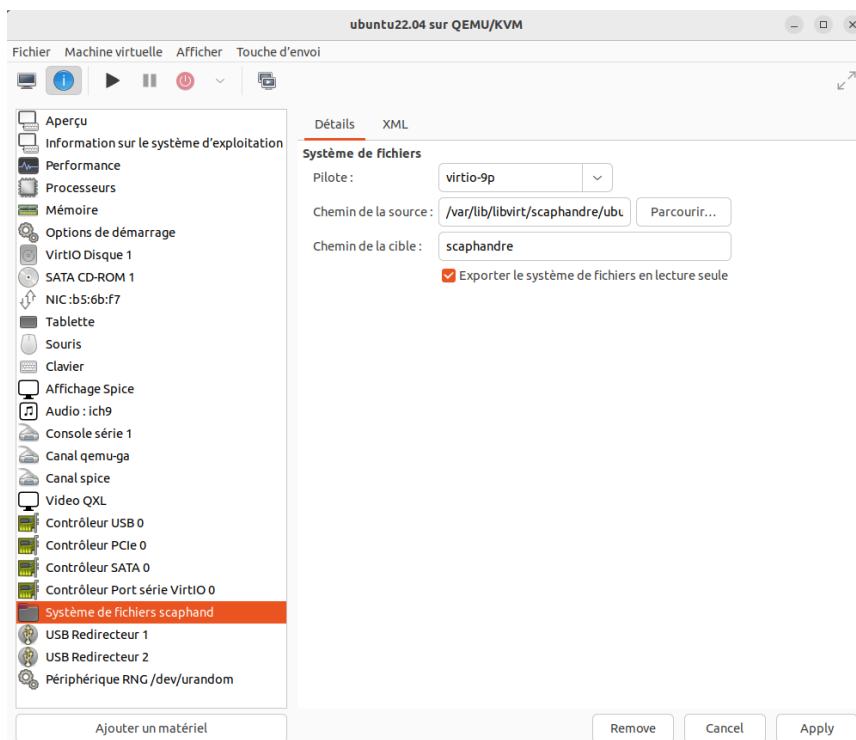 ubuntu22.04 sur QEMU/KVM
Fichier Machine virtuelle Afficher Touche d'envoi
Aperçu
Information sur le système d'exploitation
Performance
Processeurs
Mémoire
Options de démarrage
VirtIO Disque 1
SATA CD-ROM 1
NIC :b5:6b:f7
Tablette
Souris
Clavier
Affichage Spice
Audio : ich9
Console série 1
Canal qemu-ga
Canal spice
Video QXL
Contrôleur USB 0
Contrôleur PCIe 0
Contrôleur SATA 0
Contrôleur Port série VirtIO 0
Système de fichiers scaphand
USB Redirecteur 1
USB Redirecteur 2
Périphérique RNG /dev/urandom
Ajouter un matériel
Détails XML
Système de fichiers
Pilote : virtio-9p
Chemin de la source : /var/lib/libvirt/scaphandre/ubu Parcourir...
Chemin de la cible : scaphandre
Exporter le système de fichiers en lecture seule
Remove Cancel Apply